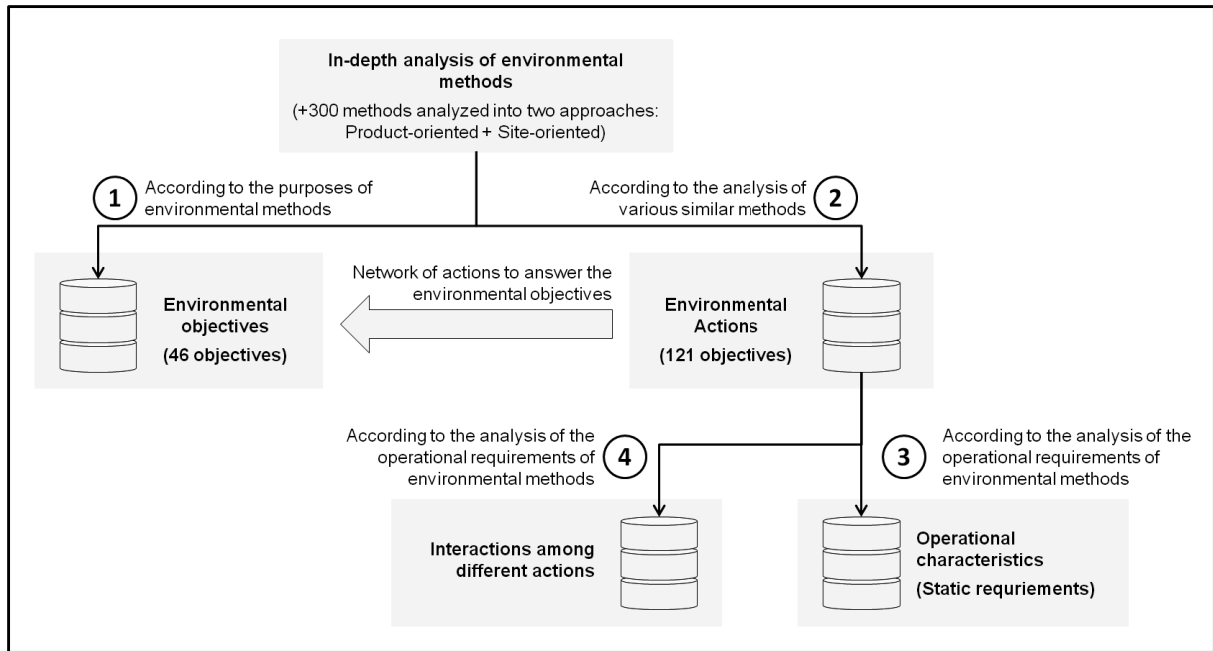 In-depth analysis of environmental
methods
(+300 methods analyzed into two approaches:
Product-oriented + Site-oriented)
1
According to the purposes of
environmental methods
According to the analysis of
various similar methods
2
Environmental
objectives
(46 objectives)
Network of actions to answer the
environmental objectives
Environmental
Actions
(121 objectives)
According to the analysis of the
operational requirements of
environmental methods
4
3
According to the analysis of the
operational requirements of
environmental methods
Interactions among
different actions
Operational
characteristics
(Static requriements)